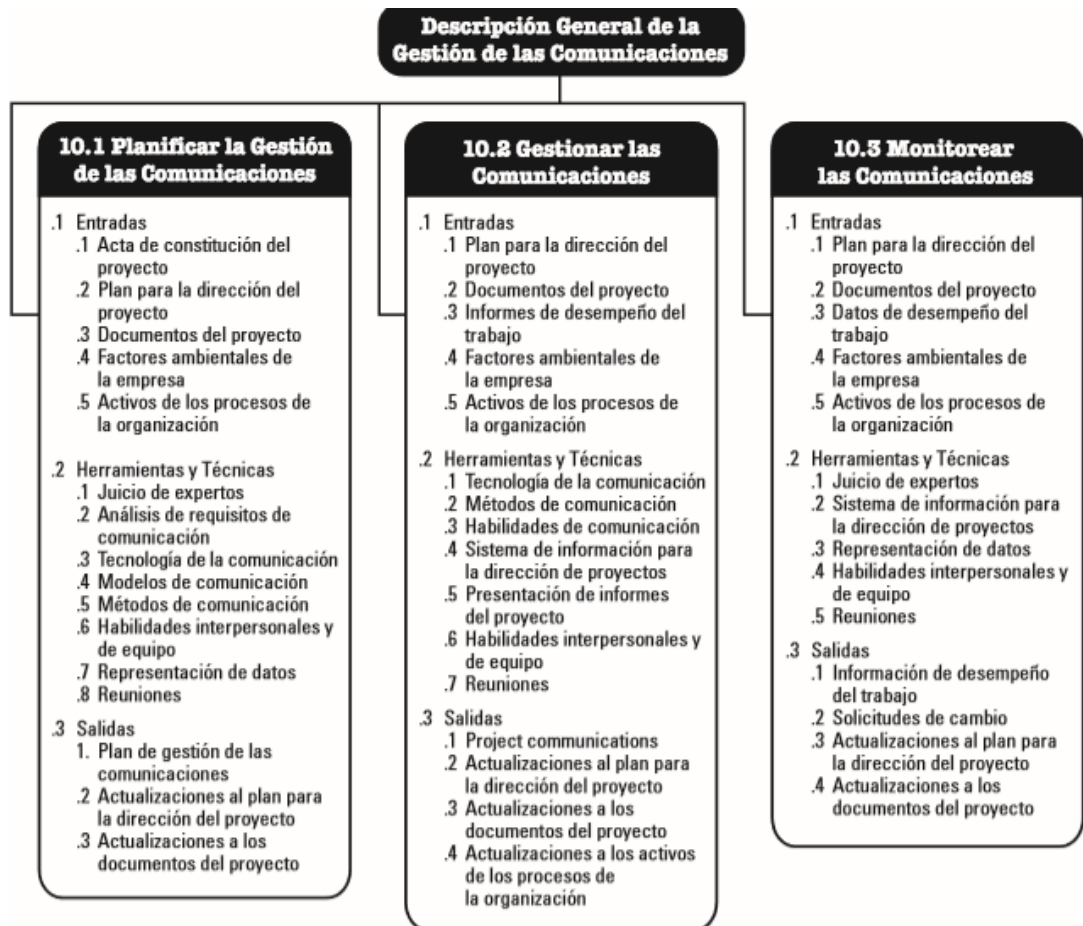 Descripción General de la
Gestión de las Comunicaciones
10.1 Planificar la Gestión
de las Comunicaciones
.1 Entradas
.1 Acta de constitución del
proyecto
.2 Plan para la dirección del
proyecto
.3 Documentos del proyecto
.4 Factores ambientales de
la empresa
.5 Activos de los procesos de
la organización
.2 Herramientas y Técnicas
.1 Juicio de expertos
.2 Análisis de requisitos de
comunicación
.3 Tecnología de la comunicación
.4 Modelos de comunicación
.5 Métodos de comunicación
.6 Habilidades interpersonales y
de equipo
.7 Representación de datos
.8 Reuniones
.3 Salidas
1. Plan de gestión de las
comunicaciones
.2 Actualizaciones al plan para
la dirección del proyecto
.3 Actualizaciones a los
documentos del proyecto
10.2 Gestionar las
Comunicaciones
.1 Entradas
.1 Plan para la dirección del
proyecto
.2 Documentos del proyecto
.3 Informes de desempeño del
trabajo
.4 Factores ambientales de
la empresa
.5 Activos de los procesos de
la organización
.2 Herramientas y Técnicas
.1 Tecnología de la comunicación
.2 Métodos de comunicación
.3 Habilidades de comunicación
.4 Sistema de información para
la dirección de proyectos
.5 Presentación de informes
del proyecto
.6 Habilidades interpersonales y
de equipo
.7 Reuniones
.3 Salidas
.1 Project communications
.2 Actualizaciones al plan para
la dirección del proyecto
.3 Actualizaciones a los
documentos del proyecto
.4 Actualizaciones a los activos
de los procesos de
la organización
10.3 Monitorear
las Comunicaciones
.1 Entradas
.1 Plan para la dirección del
proyecto
.2 Documentos del proyecto
.3 Datos de desempeño del
trabajo
.4 Factores ambientales de
la empresa
.5 Activos de los procesos de
la organización
.2 Herramientas y Técnicas
.1 Juicio de expertos
.2 Sistema de información para
la dirección de proyectos
.3 Representación de datos
.4 Habilidades interpersonales y
de equipo
.5 Reuniones
.3 Salidas
.1 Información de desempeño
del trabajo
.2 Solicitudes de cambio
.3 Actualizaciones al plan para
la dirección del proyecto
.4 Actualizaciones a los
documentos del proyecto